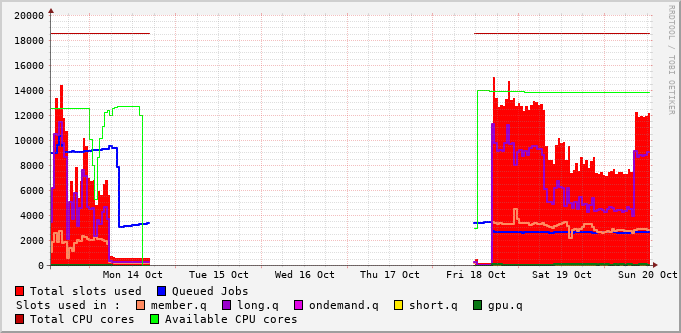 20000
18000
16000
14000
12000
10000
8000
6000
4000
2000
0
Mon 14 Oct Tue 15 Oct Wed 16 Oct Thu 17 Oct Fri 18 Oct Sat 19 Oct Sun 20 Oct
RRDTOOL / TOBI OETIKER
Total slots used Queued Jobs
Slots used in : member.q long.q ondemand.q short.q gpu.q
Total CPU cores Available CPU cores